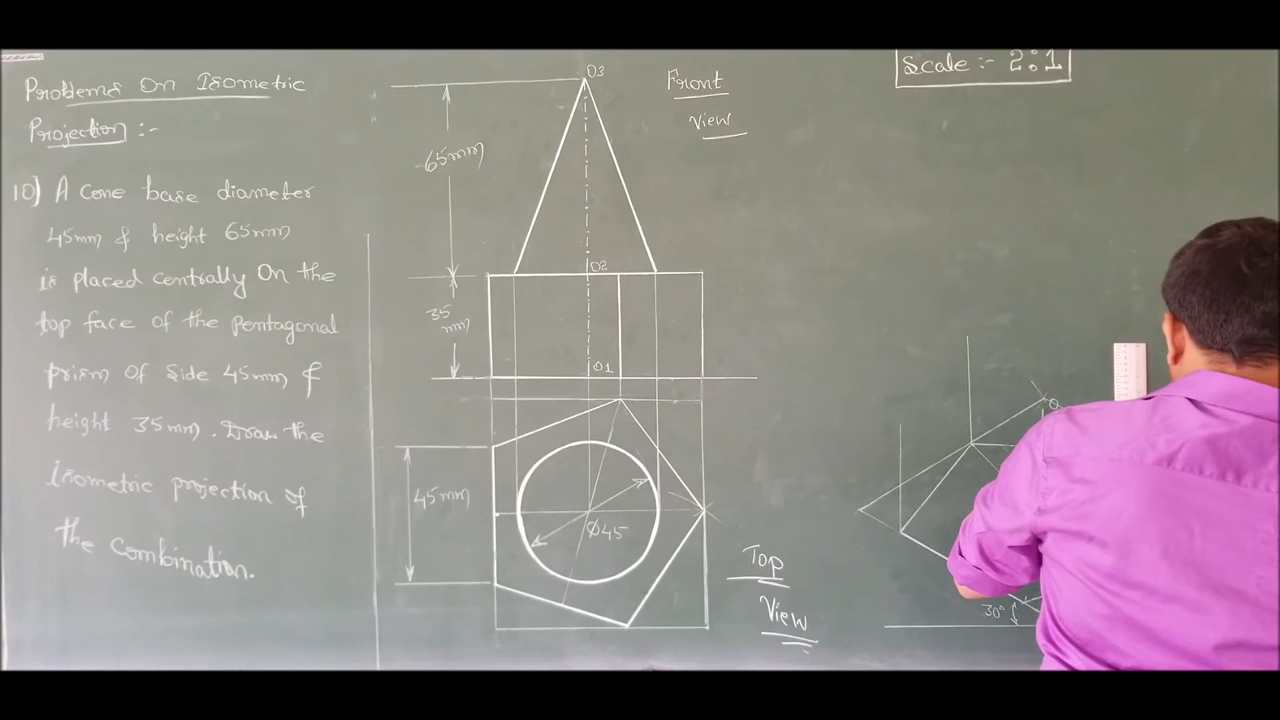 Problems On Isometric
Projection :-
10) A Cone base diameter
45mm & height 65mm
is placed centrally On the
top face of the pentagonal
prism of side 45mm &
height 35mm. Draw the
isometric projection of
the combination.
O3
Front
View
65mm
O2
35
mm
O1
45mm
Ø45
Top
View
Scale :- 2:1
30°